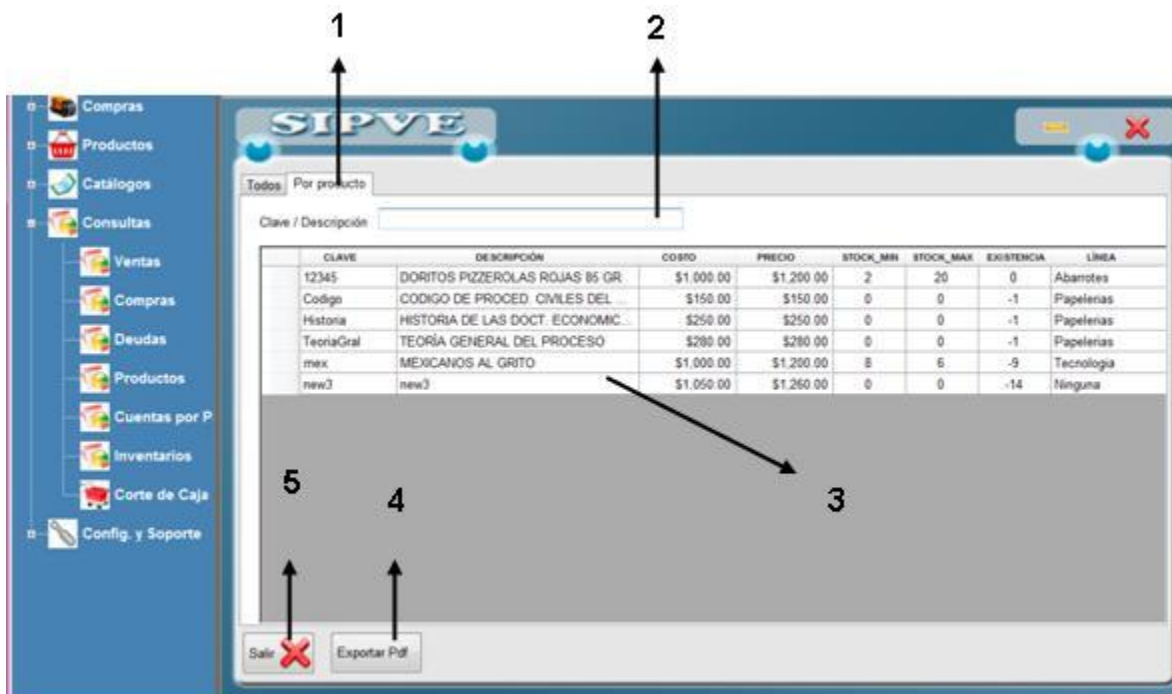 1 2
SIPVE
Compras
Productos
Catálogos
Consultas
Ventas
Compras
Deudas
Productos
Cuentas por P
Inventarios
Corte de Caja
Config. y Soporte
Todos Por producto
Clave / Descripción
CLAVE DESCRIPCIÓN COSTO PRECIO STOCK_MIN STOCK_MAX EXISTENCIA LÍNEA
12345 DORITOS PIZZEROLAS ROJAS 85 GR $1,000.00 $1,200.00 2 20 0 Abarrotes
Codigo CODIGO DE PROCED. CIVILES DEL ... $150.00 $150.00 0 0 -1 Papelerias
Historia HISTORIA DE LAS DOCT. ECONOMIC... $250.00 $250.00 0 0 -1 Papelerias
TeoriaGral TEORÍA GENERAL DEL PROCESO $280.00 $280.00 0 0 -1 Papelerias
mex MEXICANOS AL GRITO $1,000.00 $1,200.00 8 6 -9 Tecnologia
new3 new3 $1,050.00 $1,260.00 0 0 -14 Ninguna
5 4 3
Salir Exportar Pdf